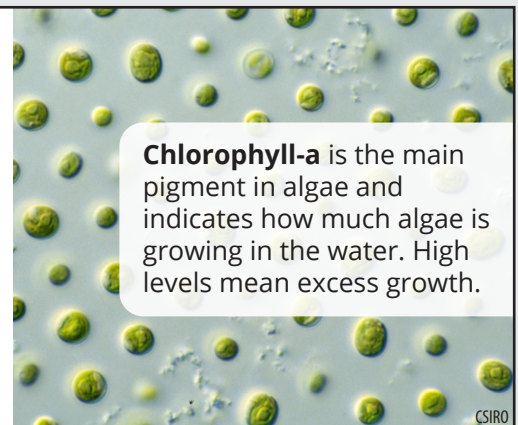 Chlorophyll-a is the main
pigment in algae and
indicates how much algae is
growing in the water. High
levels mean excess growth.
CSIRO